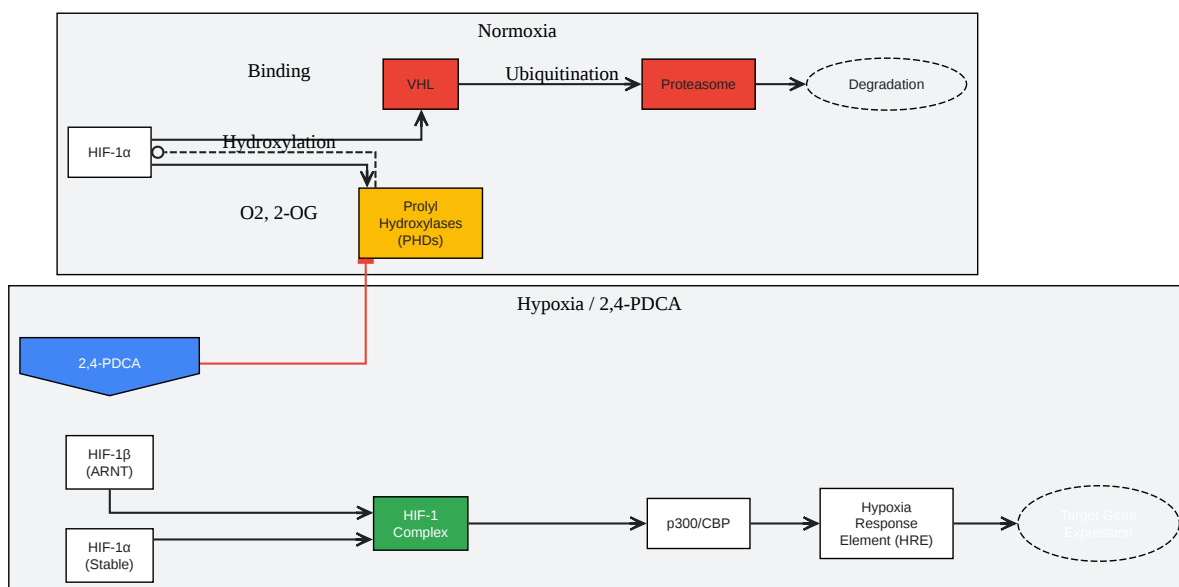 Normoxia
Binding
VHL
Ubiquitination
Proteasome
Degradation
HIF-1α
Hydroxylation
O2, 2-OG
Prolyl
Hydroxylases
(PHDs)
Hypoxia / 2,4-PDCA
2,4-PDCA
HIF-1β
(ARNT)
HIF-1α
(Stable)
HIF-1
Complex
p300/CBP
Hypoxia
Response
Element (HRE)
Target Gene
Expression